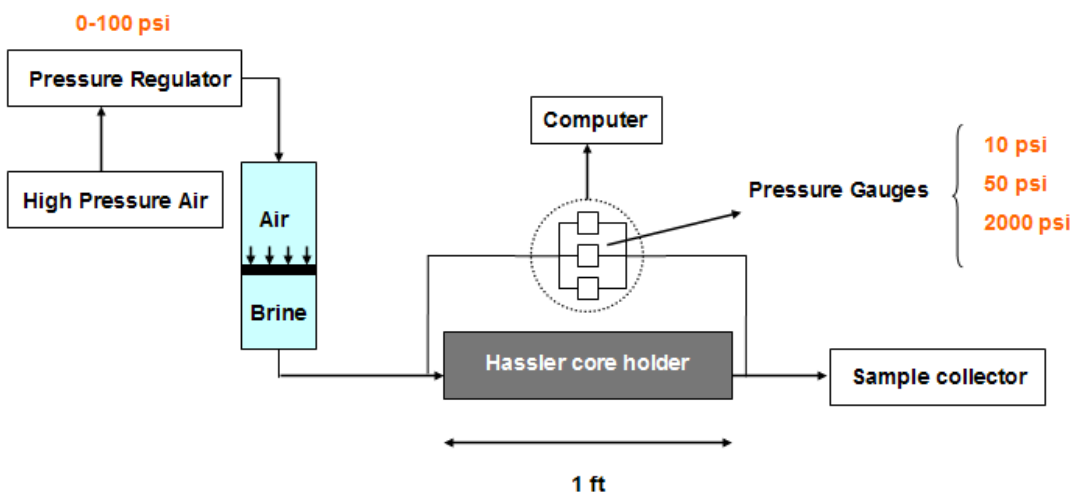 0-100 psi
Pressure Regulator
High Pressure Air
Air
Brine
Computer
Pressure Gauges
10 psi
50 psi
2000 psi
Hassler core holder
Sample collector
1 ft